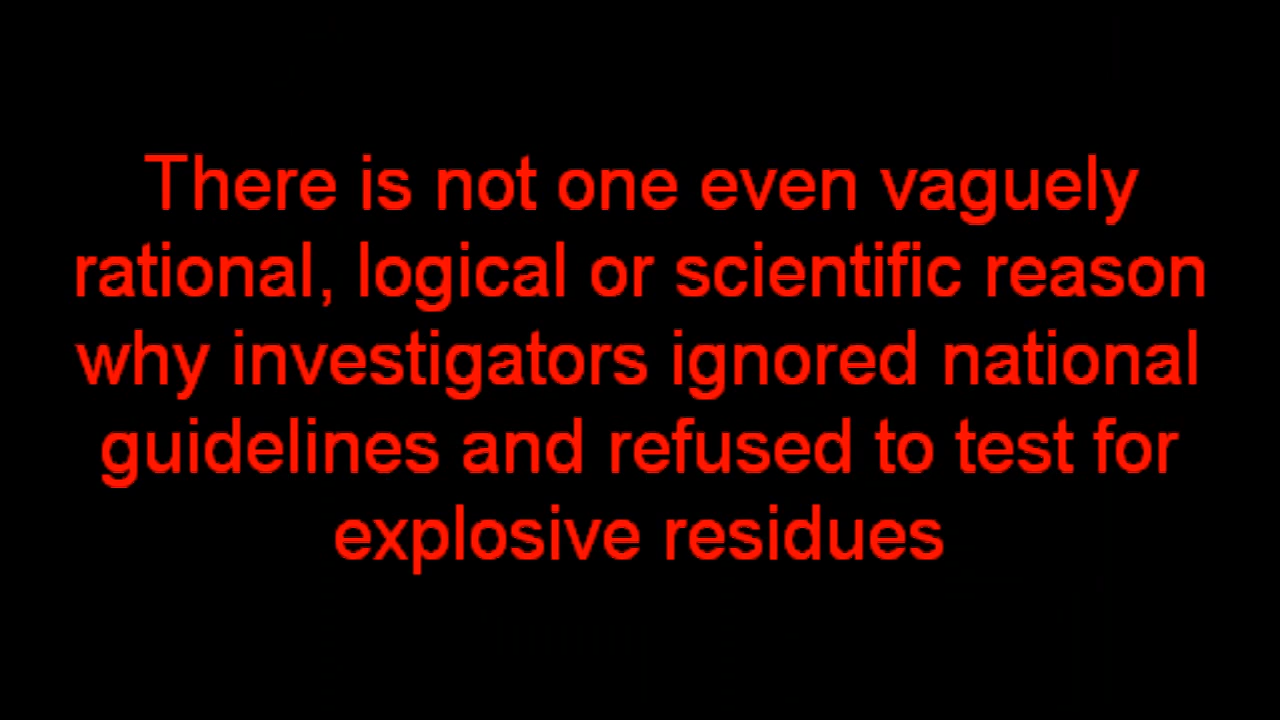 There is not one even vaguely
rational, logical or scientific reason
why investigators ignored national
guidelines and refused to test for
explosive residues